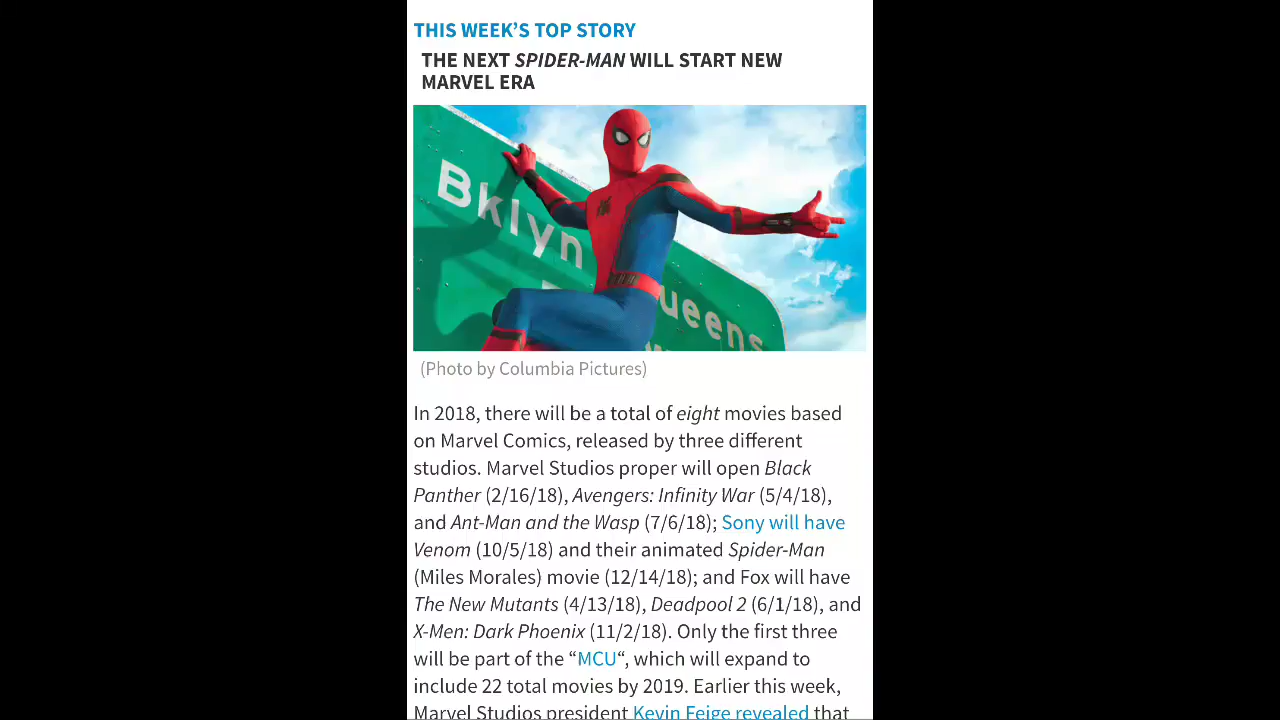 THIS WEEK’S TOP STORY
THE NEXT SPIDER-MAN WILL START NEW
MARVEL ERA
Bklyn
ueens
(Photo by Columbia Pictures)
In 2018, there will be a total of eight movies based
on Marvel Comics, released by three different
studios. Marvel Studios proper will open Black
Panther (2/16/18), Avengers: Infinity War (5/4/18),
and Ant-Man and the Wasp (7/6/18); Sony will have
Venom (10/5/18) and their animated Spider-Man
(Miles Morales) movie (12/14/18); and Fox will have
The New Mutants (4/13/18), Deadpool 2 (6/1/18), and
X-Men: Dark Phoenix (11/2/18). Only the first three
will be part of the “MCU“, which will expand to
include 22 total movies by 2019. Earlier this week,
Marvel Studios president Kevin Feige revealed that